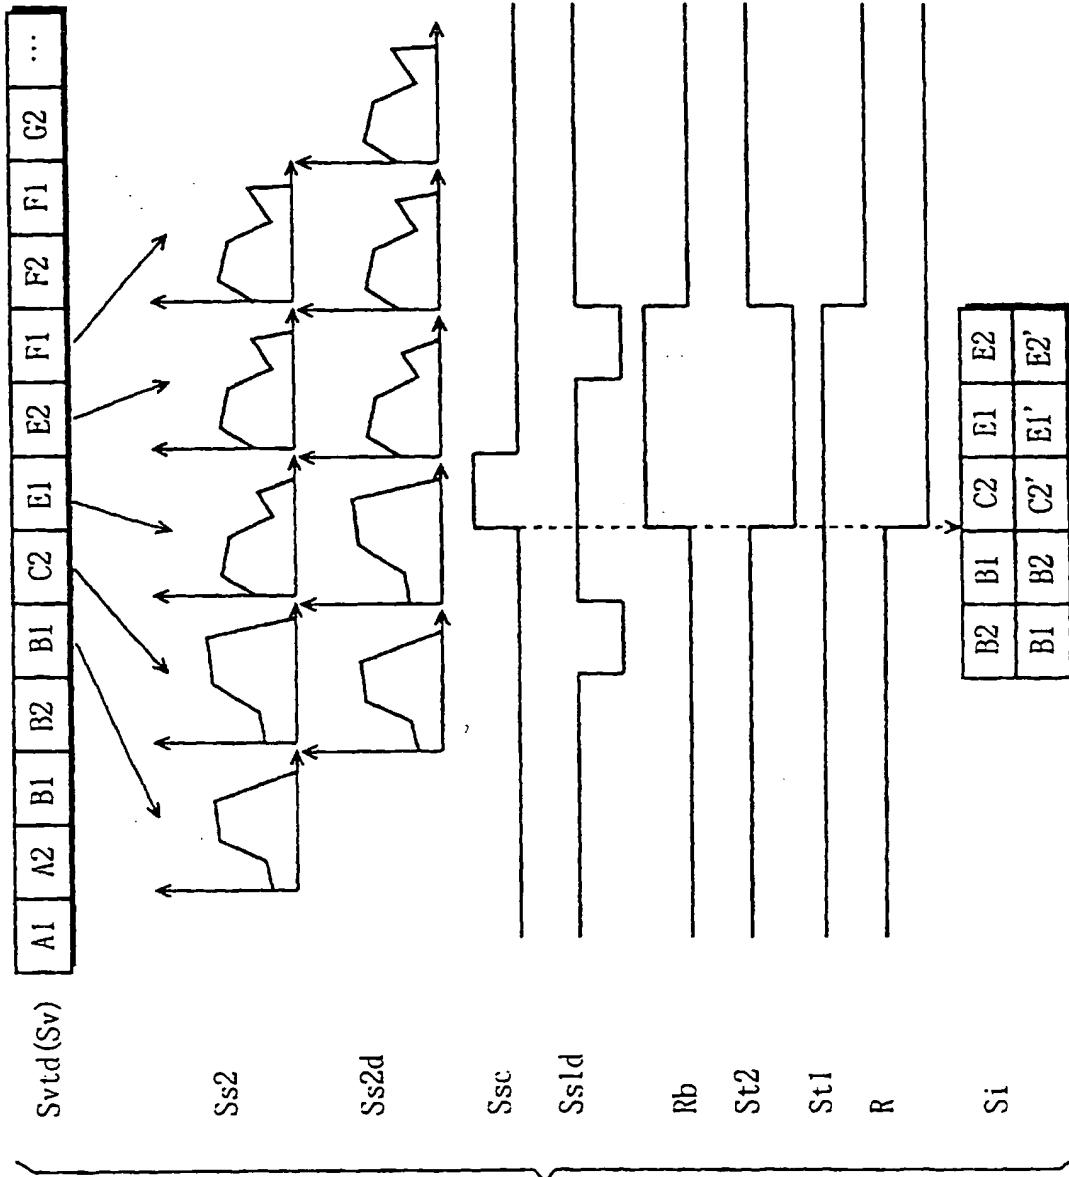 Svtd(Sv) A1 A2 B1 B2 B1 C2 E1 E2 F1 F2 F1 G2 ...
Ss2
Ss2d
Ssc
Ss1d
Rb
St2
St1
R
Si B2 B1 C2 E1 E2
B1 B2 C2' E1' E2'